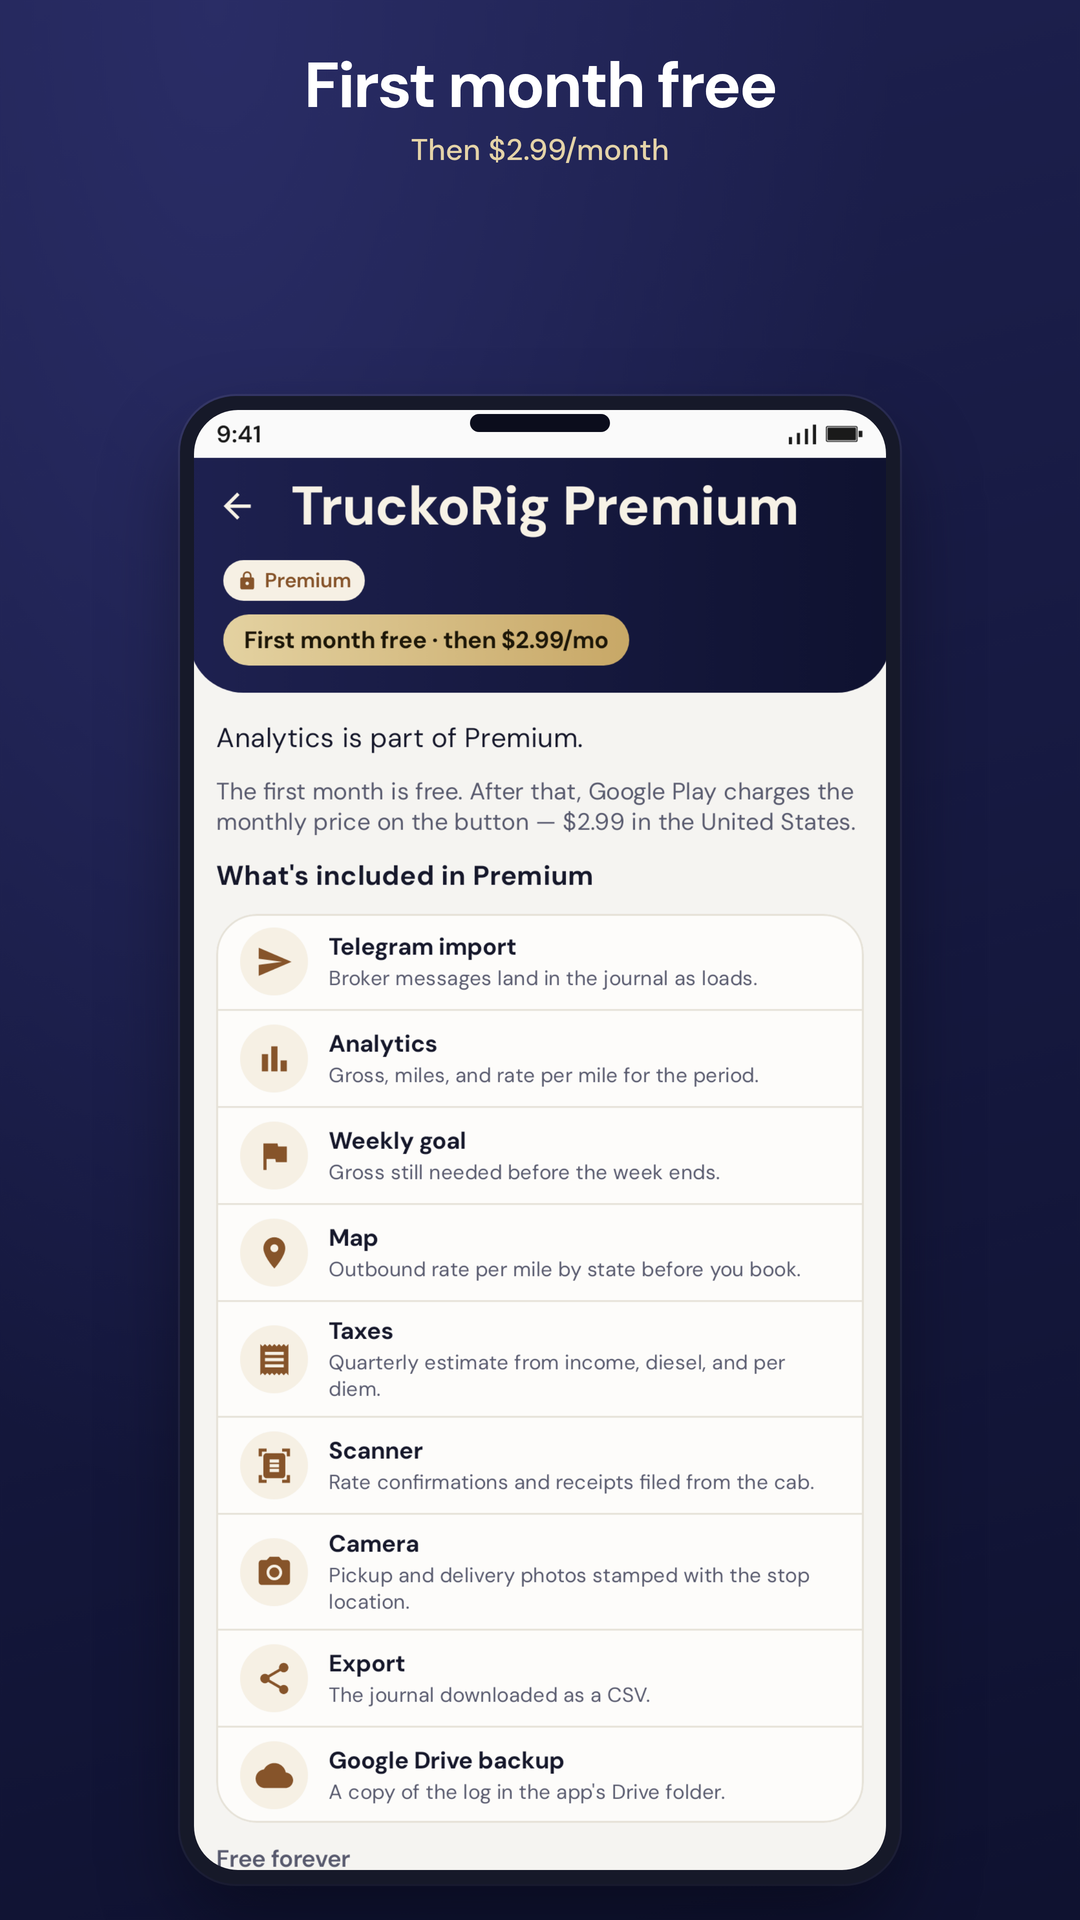 First month free
Then $2.99/month
9:41
TruckoRig Premium
Premium
First month free · then $2.99/mo
Analytics is part of Premium.
The first month is free. After that, Google Play charges the
monthly price on the button — $2.99 in the United States.
What's included in Premium
Telegram import
Broker messages land in the journal as loads.
Analytics
Gross, miles, and rate per mile for the period.
Weekly goal
Gross still needed before the week ends.
Map
Outbound rate per mile by state before you book.
Taxes
Quarterly estimate from income, diesel, and per
diem.
Scanner
Rate confirmations and receipts filed from the cab.
Camera
Pickup and delivery photos stamped with the stop
location.
Export
The journal downloaded as a CSV.
Google Drive backup
A copy of the log in the app's Drive folder.
Free forever